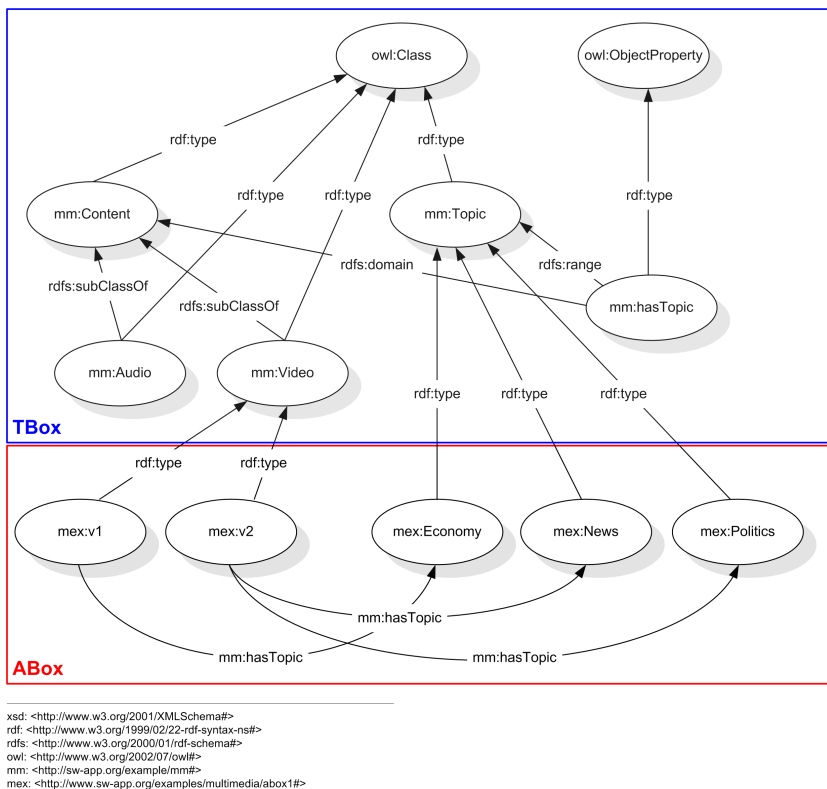 owl:Class
owl:ObjectProperty
rdf:type
rdf:type
rdf:type
rdf:type
rdf:type
mm:Content
mm:Topic
rdfs:domain
rdfs:range
rdfs:subClassOf
rdfs:subClassOf
mm:hasTopic
mm:Audio
mm:Video
rdf:type
rdf:type
rdf:type
TBox
rdf:type
rdf:type
mex:v1
mex:v2
mex:Economy
mex:News
mex:Politics
mm:hasTopic
mm:hasTopic
mm:hasTopic
ABox
xsd: <http://www.w3.org/2001/XMLSchema#>
rdf: <http://www.w3.org/1999/02/22-rdf-syntax-ns#>
rdfs: <http://www.w3.org/2000/01/rdf-schema#>
owl: <http://www.w3.org/2002/07/owl#>
mm: <http://sw-app.org/example/mm#>
mex: <http://www.sw-app.org/examples/multimedia/abox1#>